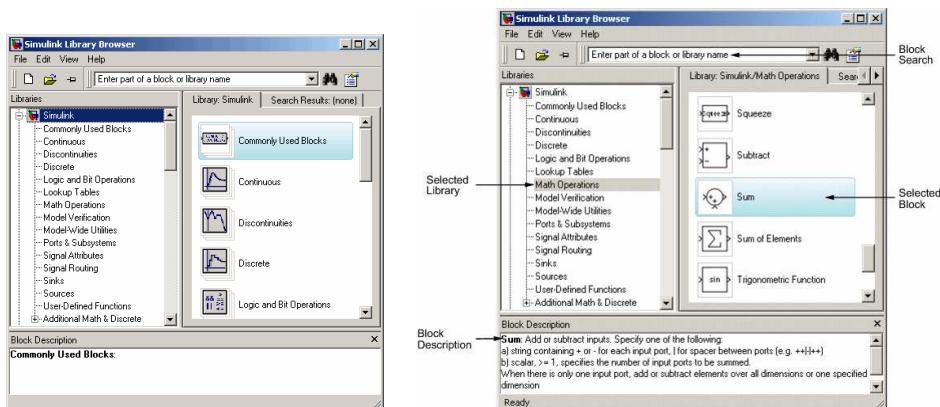 Simulink Library Browser
File Edit View Help
Enter part of a block or library name
Libraries
Simulink
Commonly Used Blocks
Continuous
Discontinuities
Discrete
Logic and Bit Operations
Lookup Tables
Math Operations
Model Verification
Model-Wide Utilities
Ports & Subsystems
Signal Attributes
Signal Routing
Sinks
Sources
User-Defined Functions
Additional Math & Discrete
Library: Simulink Search Results: (none)
Commonly Used Blocks
Continuous
Discontinuities
Discrete
Logic and Bit Operations
Block Description
Commonly Used Blocks:
Simulink Library Browser
File Edit View Help
Enter part of a block or library name
Block
Search
Libraries
Simulink
Commonly Used Blocks
Continuous
Discontinuities
Discrete
Logic and Bit Operations
Lookup Tables
Math Operations
Model Verification
Model-Wide Utilities
Ports & Subsystems
Signal Attributes
Signal Routing
Sinks
Sources
User-Defined Functions
Additional Math & Discrete
Selected
Library
Library: Simulink/Math Operations Sear
Squeeze
Subtract
Sum
Sum of Elements
sin Trigonometric Function
Selected
Block
Block
Description
Block Description
Sum: Add or subtract inputs. Specify one of the following:
a) string containing + or - for each input port, | for spacer between ports (e.g. ++|-|++)
b) scalar, >= 1, specifies the number of input ports to be summed.
When there is only one input port, add or subtract elements over all dimensions or one specified
dimension
Ready